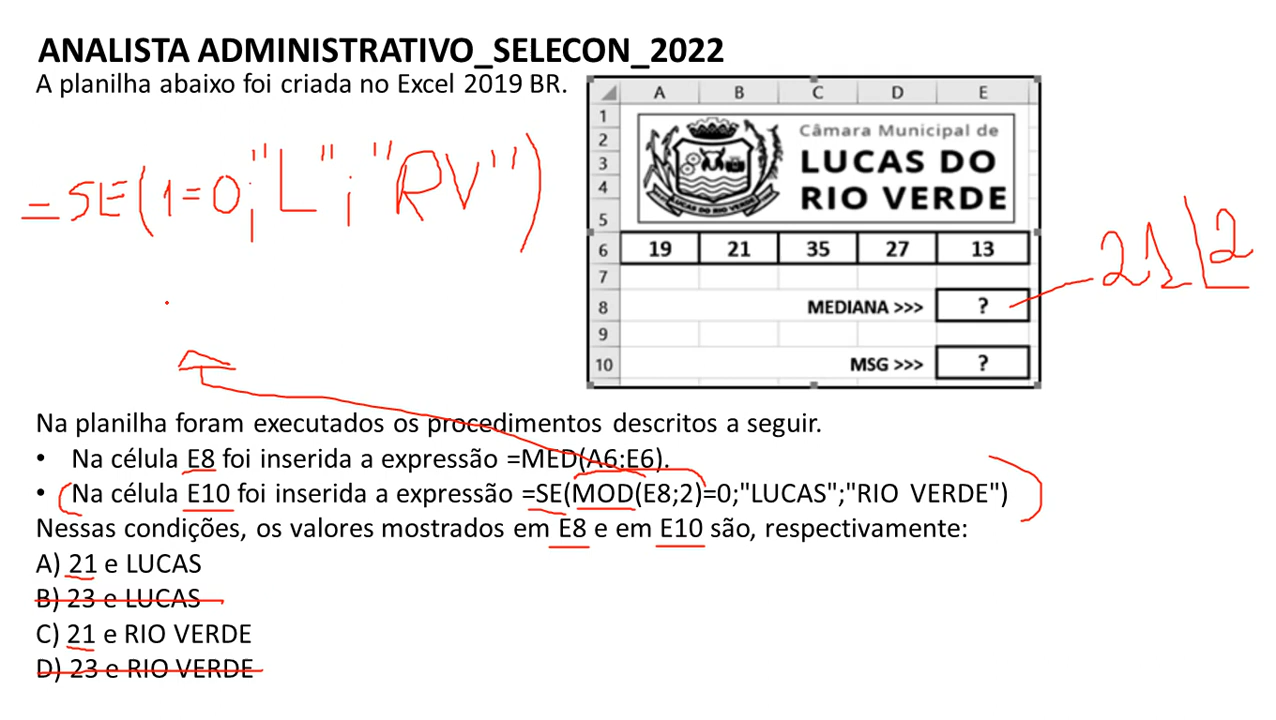 ANALISTA ADMINISTRATIVO_SELECON_2022
A planilha abaixo foi criada no Excel 2019 BR.
=SE(1=0;"L";"RV")
A B C D E
1
2
3
4
5
Câmara Municipal de
LUCAS DO
RIO VERDE
LUCAS DO RIO VERDE
6 19 21 35 27 13
7
8 MEDIANA >>> ?
9
10 MSG >>> ?
21 2
Na planilha foram executados os procedimentos descritos a seguir.
• Na célula E8 foi inserida a expressão =MED(A6:E6).
• Na célula E10 foi inserida a expressão =SE(MOD(E8;2)=0;"LUCAS";"RIO VERDE")
Nessas condições, os valores mostrados em E8 e em E10 são, respectivamente:
A) 21 e LUCAS
B) 23 e LUCAS
C) 21 e RIO VERDE
D) 23 e RIO VERDE